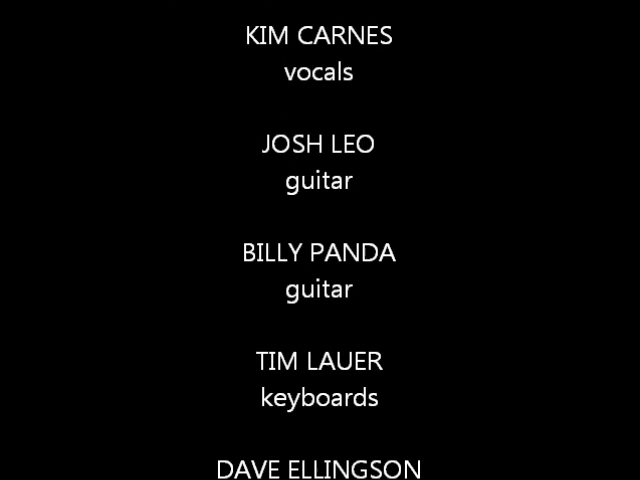 KIM CARNES
vocals
JOSH LEO
guitar
BILLY PANDA
guitar
TIM LAUER
keyboards
DAVE ELLINGSON